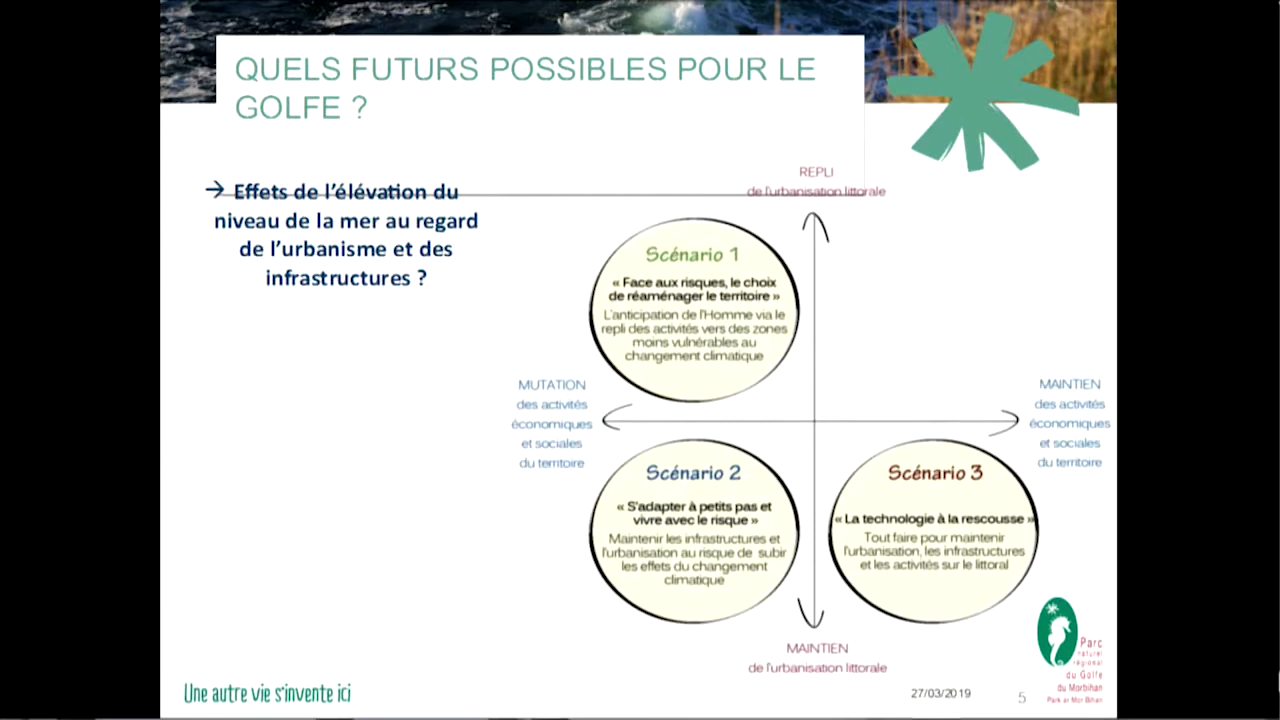 QUELS FUTURS POSSIBLES POUR LE
GOLFE ?
→ Effets de l'élévation du
niveau de la mer au regard
de l'urbanisme et des
infrastructures ?
REPLI
de l'urbanisation littorale
Scénario 1
« Face aux risques, le choix
de réaménager le territoire »
L'anticipation de l'Homme via le
repli des activités vers des zones
moins vulnérables au
changement climatique
MUTATION
des activités
économiques
et sociales
du territoire
MAINTIEN
des activités
économiques
et sociales
du territoire
Scénario 2
« S'adapter à petits pas et
vivre avec le risque »
Maintenir les infrastructures et
l'urbanisation au risque de subir
les effets du changement
climatique
Scénario 3
« La technologie à la rescousse »
Tout faire pour maintenir
l'urbanisation, les infrastructures
et les activités sur le littoral
MAINTIEN
de l'urbanisation littorale
Parc
naturel
régional
du Golfe
du Morbihan
Park ar Mor Bihan
Une autre vie s'invente ici
27/03/2019
5